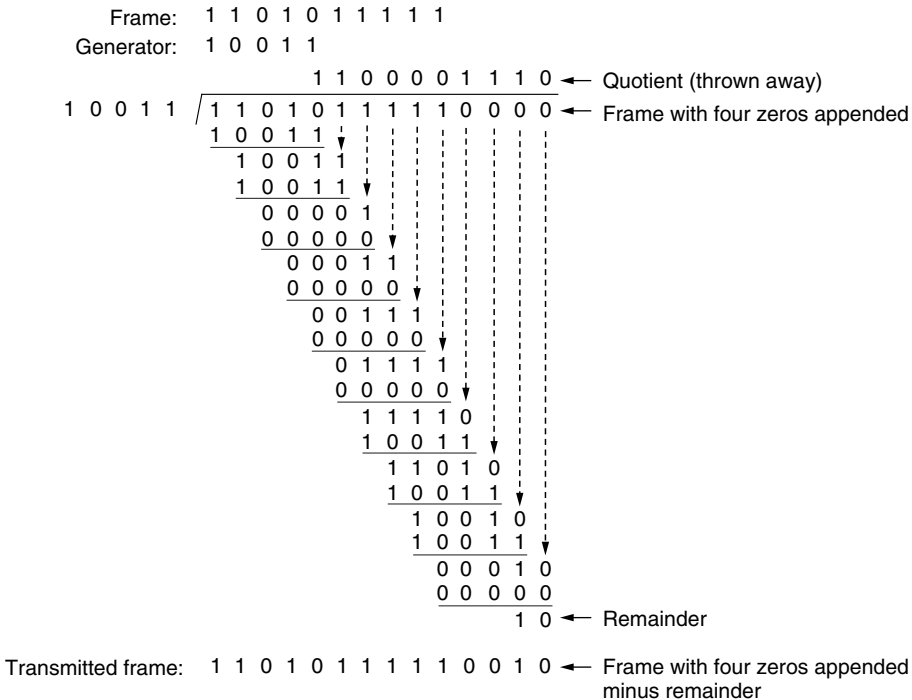 Frame: 1 1 0 1 0 1 1 1 1 1
Generator: 1 0 0 1 1
1 1 0 0 0 0 1 1 1 0 Quotient (thrown away)
1 0 0 1 1 1 1 0 1 0 1 1 1 1 1 0 0 0 0 Frame with four zeros appended
1 0 0 1 1
1 0 0 1 1
1 0 0 1 1
0 0 0 0 1
0 0 0 0 0
0 0 0 1 1
0 0 0 0 0
0 0 1 1 1
0 0 0 0 0
0 1 1 1 1
0 0 0 0 0
1 1 1 1 0
1 0 0 1 1
1 1 0 1 0
1 0 0 1 1
1 0 0 1 0
1 0 0 1 1
0 0 0 1 0
0 0 0 0 0
1 0 Remainder
Transmitted frame: 1 1 0 1 0 1 1 1 1 1 0 0 1 0 Frame with four zeros appended
minus remainder